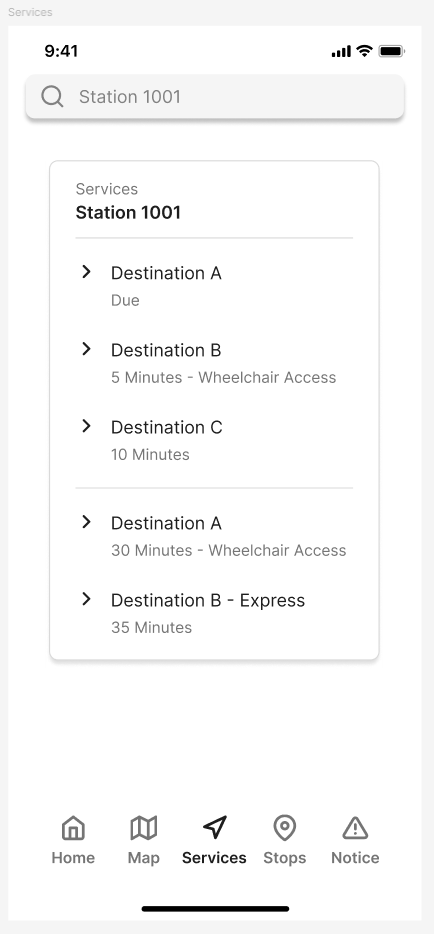 Services
9:41
Station 1001
Services
Station 1001
Destination A
Due
Destination B
5 Minutes - Wheelchair Access
Destination C
10 Minutes
Destination A
30 Minutes - Wheelchair Access
Destination B - Express
35 Minutes
Home Map Services Stops Notice